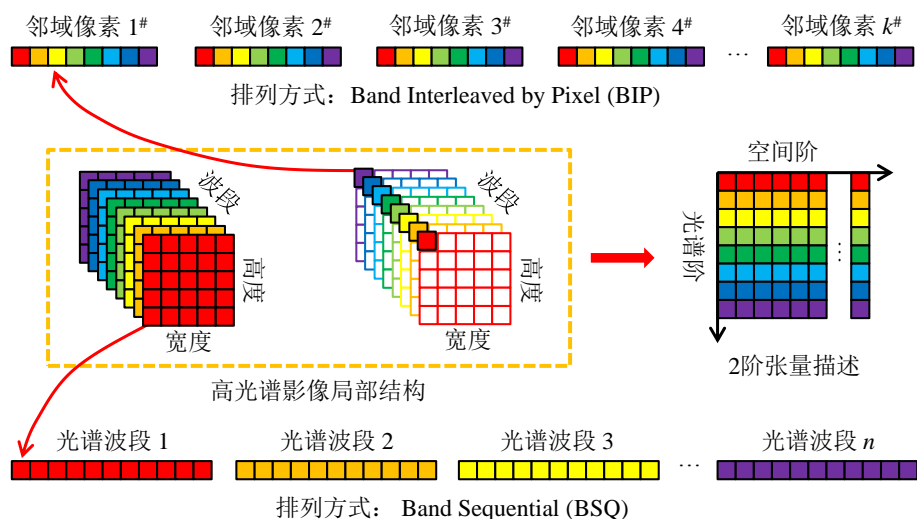 邻域像素 1# 邻域像素 2# 邻域像素 3# 邻域像素 4# 邻域像素 k#
...
排列方式：Band Interleaved by Pixel (BIP)
波段 波段 空间阶
高度 高度 光谱阶
宽度 宽度
...
2阶张量描述
高光谱影像局部结构
光谱波段 1 光谱波段 2 光谱波段 3 光谱波段 n
...
排列方式： Band Sequential (BSQ)